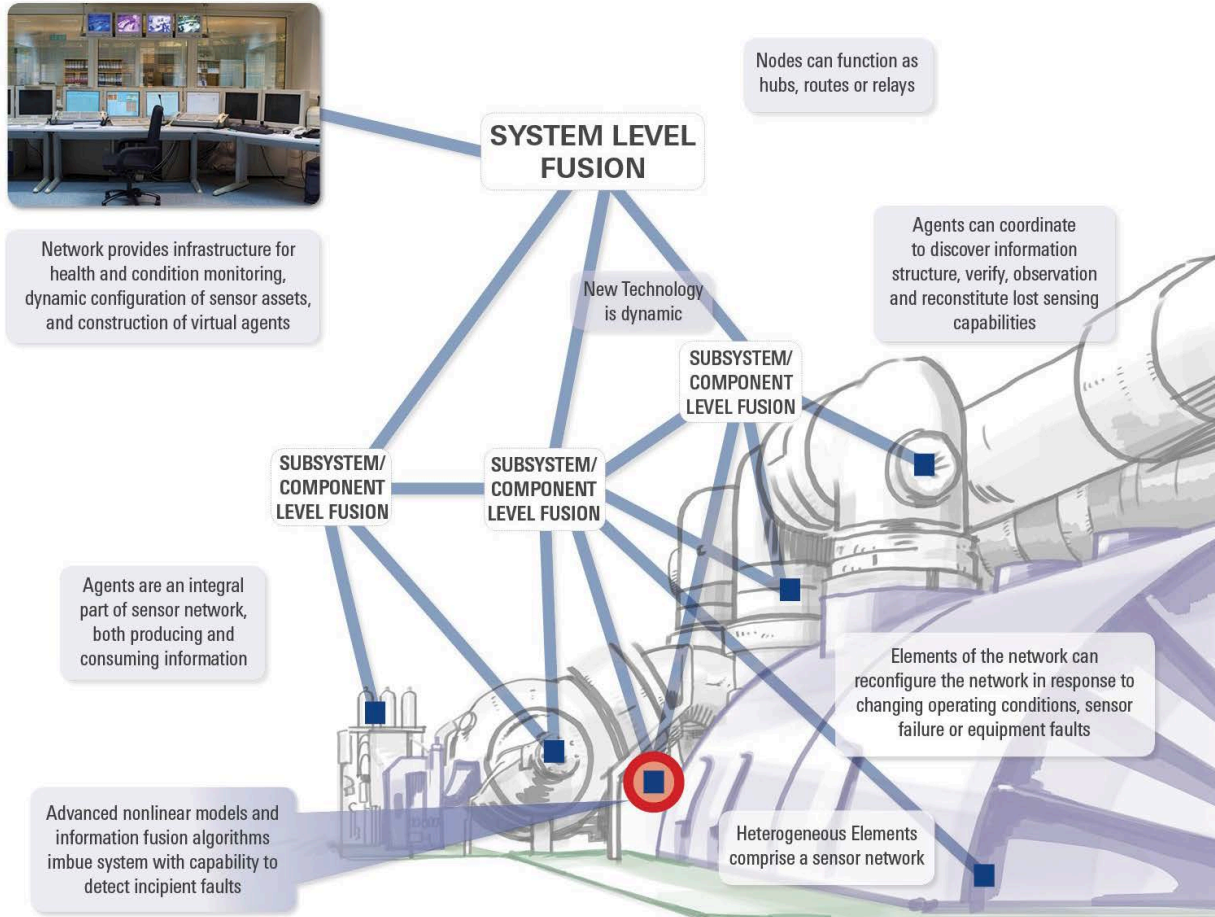 Nodes can function as
hubs, routes or relays
SYSTEM LEVEL
FUSION
Network provides infrastructure for
health and condition monitoring,
dynamic configuration of sensor assets,
and construction of virtual agents
Agents can coordinate
to discover information
structure, verify, observation
and reconstitute lost sensing
capabilities
New Technology
is dynamic
SUBSYSTEM/
COMPONENT
LEVEL FUSION
SUBSYSTEM/
COMPONENT
LEVEL FUSION
SUBSYSTEM/
COMPONENT
LEVEL FUSION
Agents are an integral
part of sensor network,
both producing and
consuming information
Elements of the network can
reconfigure the network in response to
changing operating conditions, sensor
failure or equipment faults
Advanced nonlinear models and
information fusion algorithms
imbue system with capability to
detect incipient faults
Heterogeneous Elements
comprise a sensor network